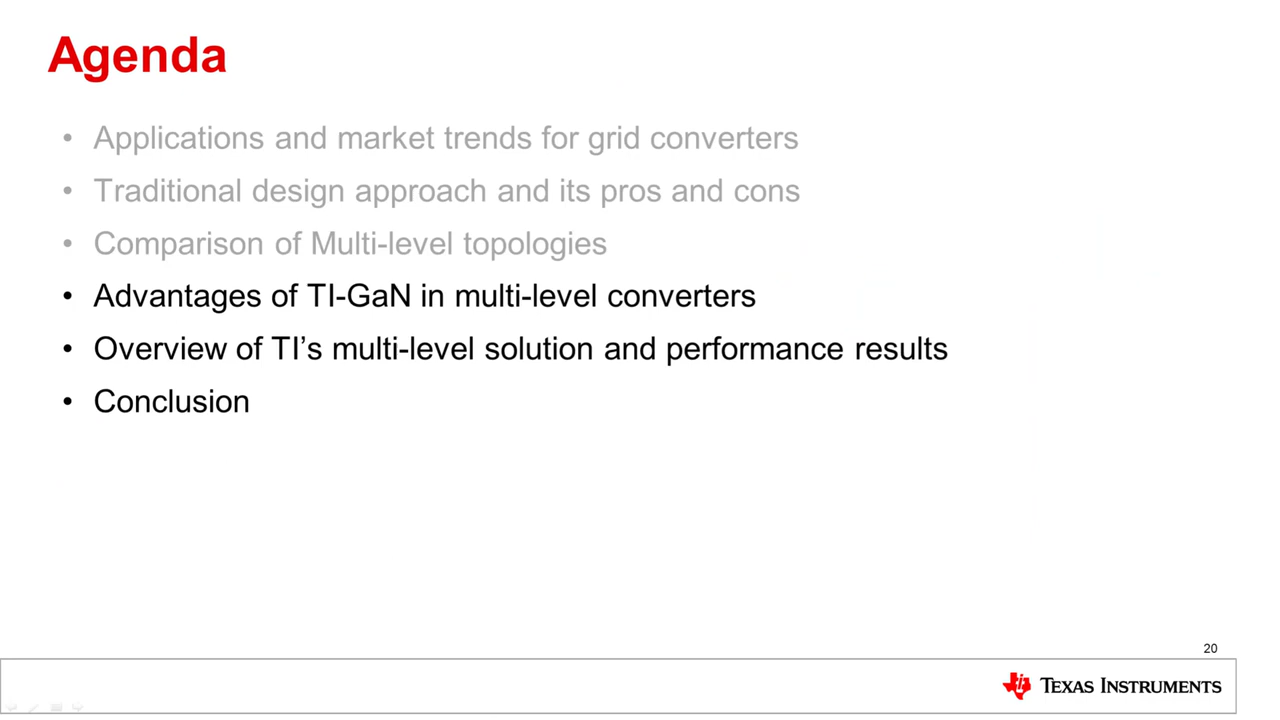 Agenda
• Applications and market trends for grid converters
• Traditional design approach and its pros and cons
• Comparison of Multi-level topologies
• Advantages of TI-GaN in multi-level converters
• Overview of TI’s multi-level solution and performance results
• Conclusion
20
TEXAS INSTRUMENTS